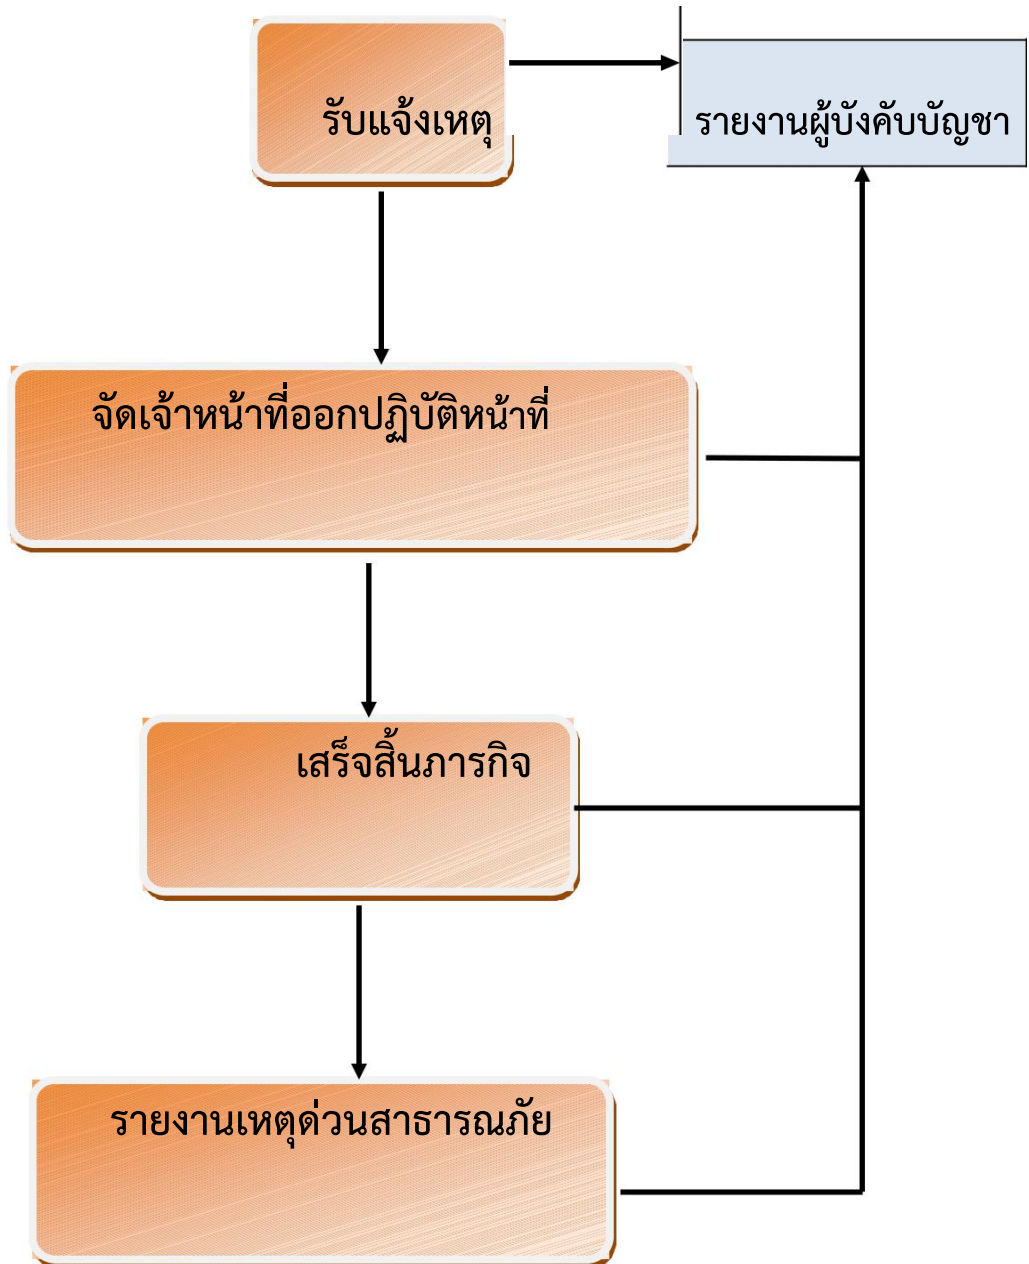 รับแจ้งเหตุ
รายงานผู้บังคับบัญชา
จัดเจ้าหน้าที่ออกปฏิบัติหน้าที่
เสร็จสิ้นภารกิจ
รายงานเหตุด่วนสาธารณภัย